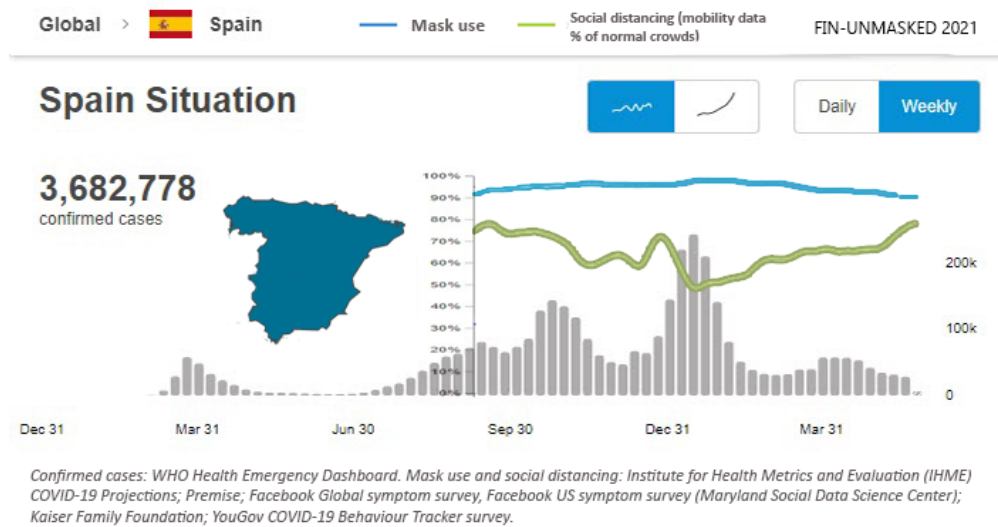 Global > Spain
Mask use
Social distancing (mobility data
% of normal crowds)
FIN-UNMASKED 2021
Spain Situation
Daily
Weekly
3,682,778
confirmed cases
100%
90%
80%
70%
60%
50%
40%
30%
20%
10%
0%
200k
100k
0
Dec 31
Mar 31
Jun 30
Sep 30
Dec 31
Mar 31
Confirmed cases: WHO Health Emergency Dashboard. Mask use and social distancing: Institute for Health Metrics and Evaluation (IHME)
COVID-19 Projections; Premise; Facebook Global symptom survey, Facebook US symptom survey (Maryland Social Data Science Center);
Kaiser Family Foundation; YouGov COVID-19 Behaviour Tracker survey.